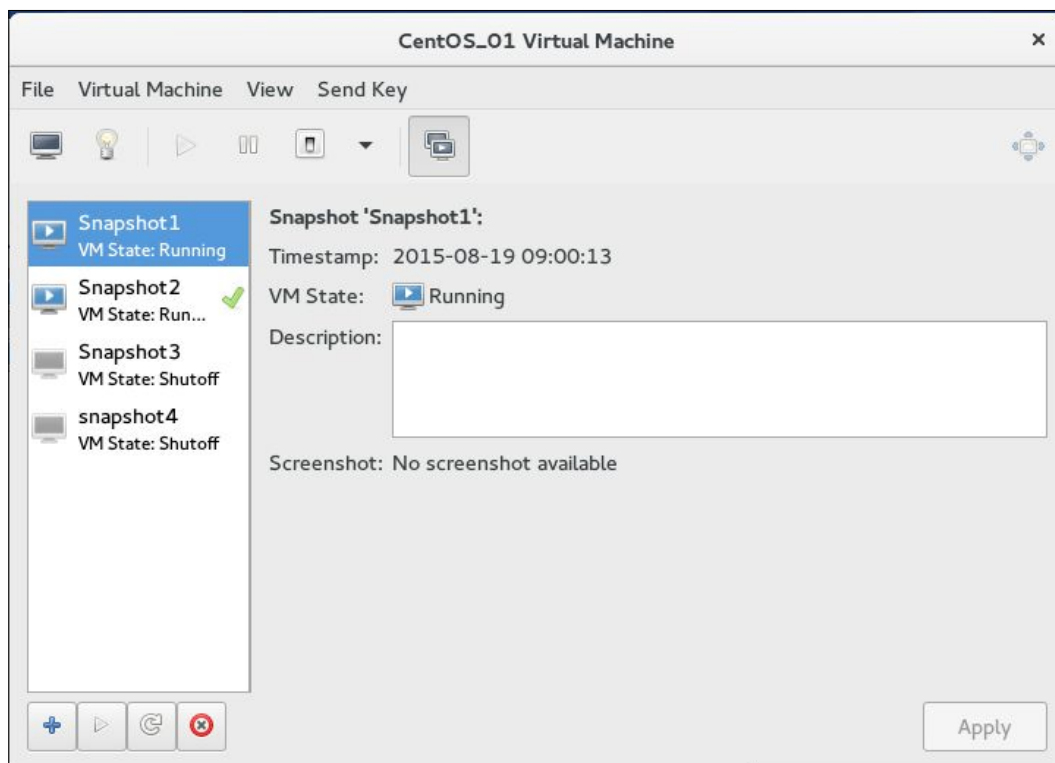 CentOS_01 Virtual Machine
File Virtual Machine View Send Key
Snapshot1
VM State: Running
Snapshot2
VM State: Run...
Snapshot3
VM State: Shutoff
snapshot4
VM State: Shutoff
Snapshot 'Snapshot1':
Timestamp: 2015-08-19 09:00:13
VM State: Running
Description:
Screenshot: No screenshot available
Apply